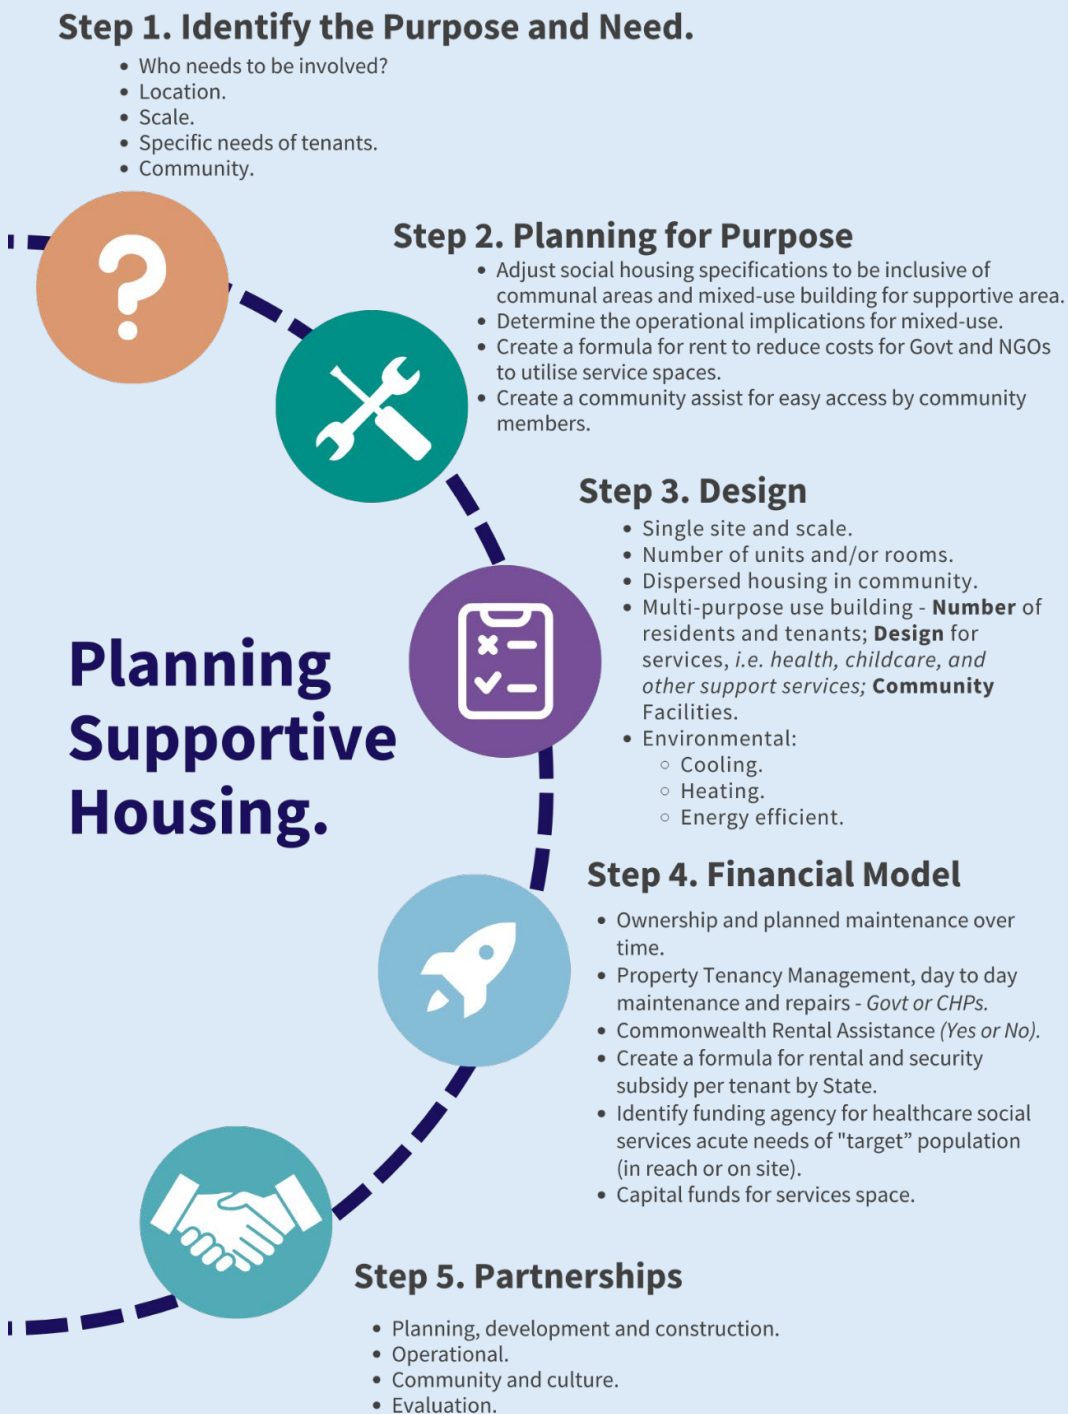 Step 1. Identify the Purpose and Need.
• Who needs to be involved?
• Location.
• Scale.
• Specific needs of tenants.
• Community.
Step 2. Planning for Purpose
• Adjust social housing specifications to be inclusive of
communal areas and mixed-use building for supportive area.
• Determine the operational implications for mixed-use.
• Create a formula for rent to reduce costs for Govt and NGOs
to utilise service spaces.
• Create a community assist for easy access by community
members.
Step 3. Design
• Single site and scale.
• Number of units and/or rooms.
• Dispersed housing in community.
• Multi-purpose use building - Number of
residents and tenants; Design for
services, i.e. health, childcare, and
other support services; Community
Facilities.
• Environmental:
○ Cooling.
○ Heating.
○ Energy efficient.
Planning
Supportive
Housing.
Step 4. Financial Model
• Ownership and planned maintenance over
time.
• Property Tenancy Management, day to day
maintenance and repairs - Govt or CHPs.
• Commonwealth Rental Assistance (Yes or No).
• Create a formula for rental and security
subsidy per tenant by State.
• Identify funding agency for healthcare social
services acute needs of "target” population
(in reach or on site).
• Capital funds for services space.
Step 5. Partnerships
• Planning, development and construction.
• Operational.
• Community and culture.
• Evaluation.